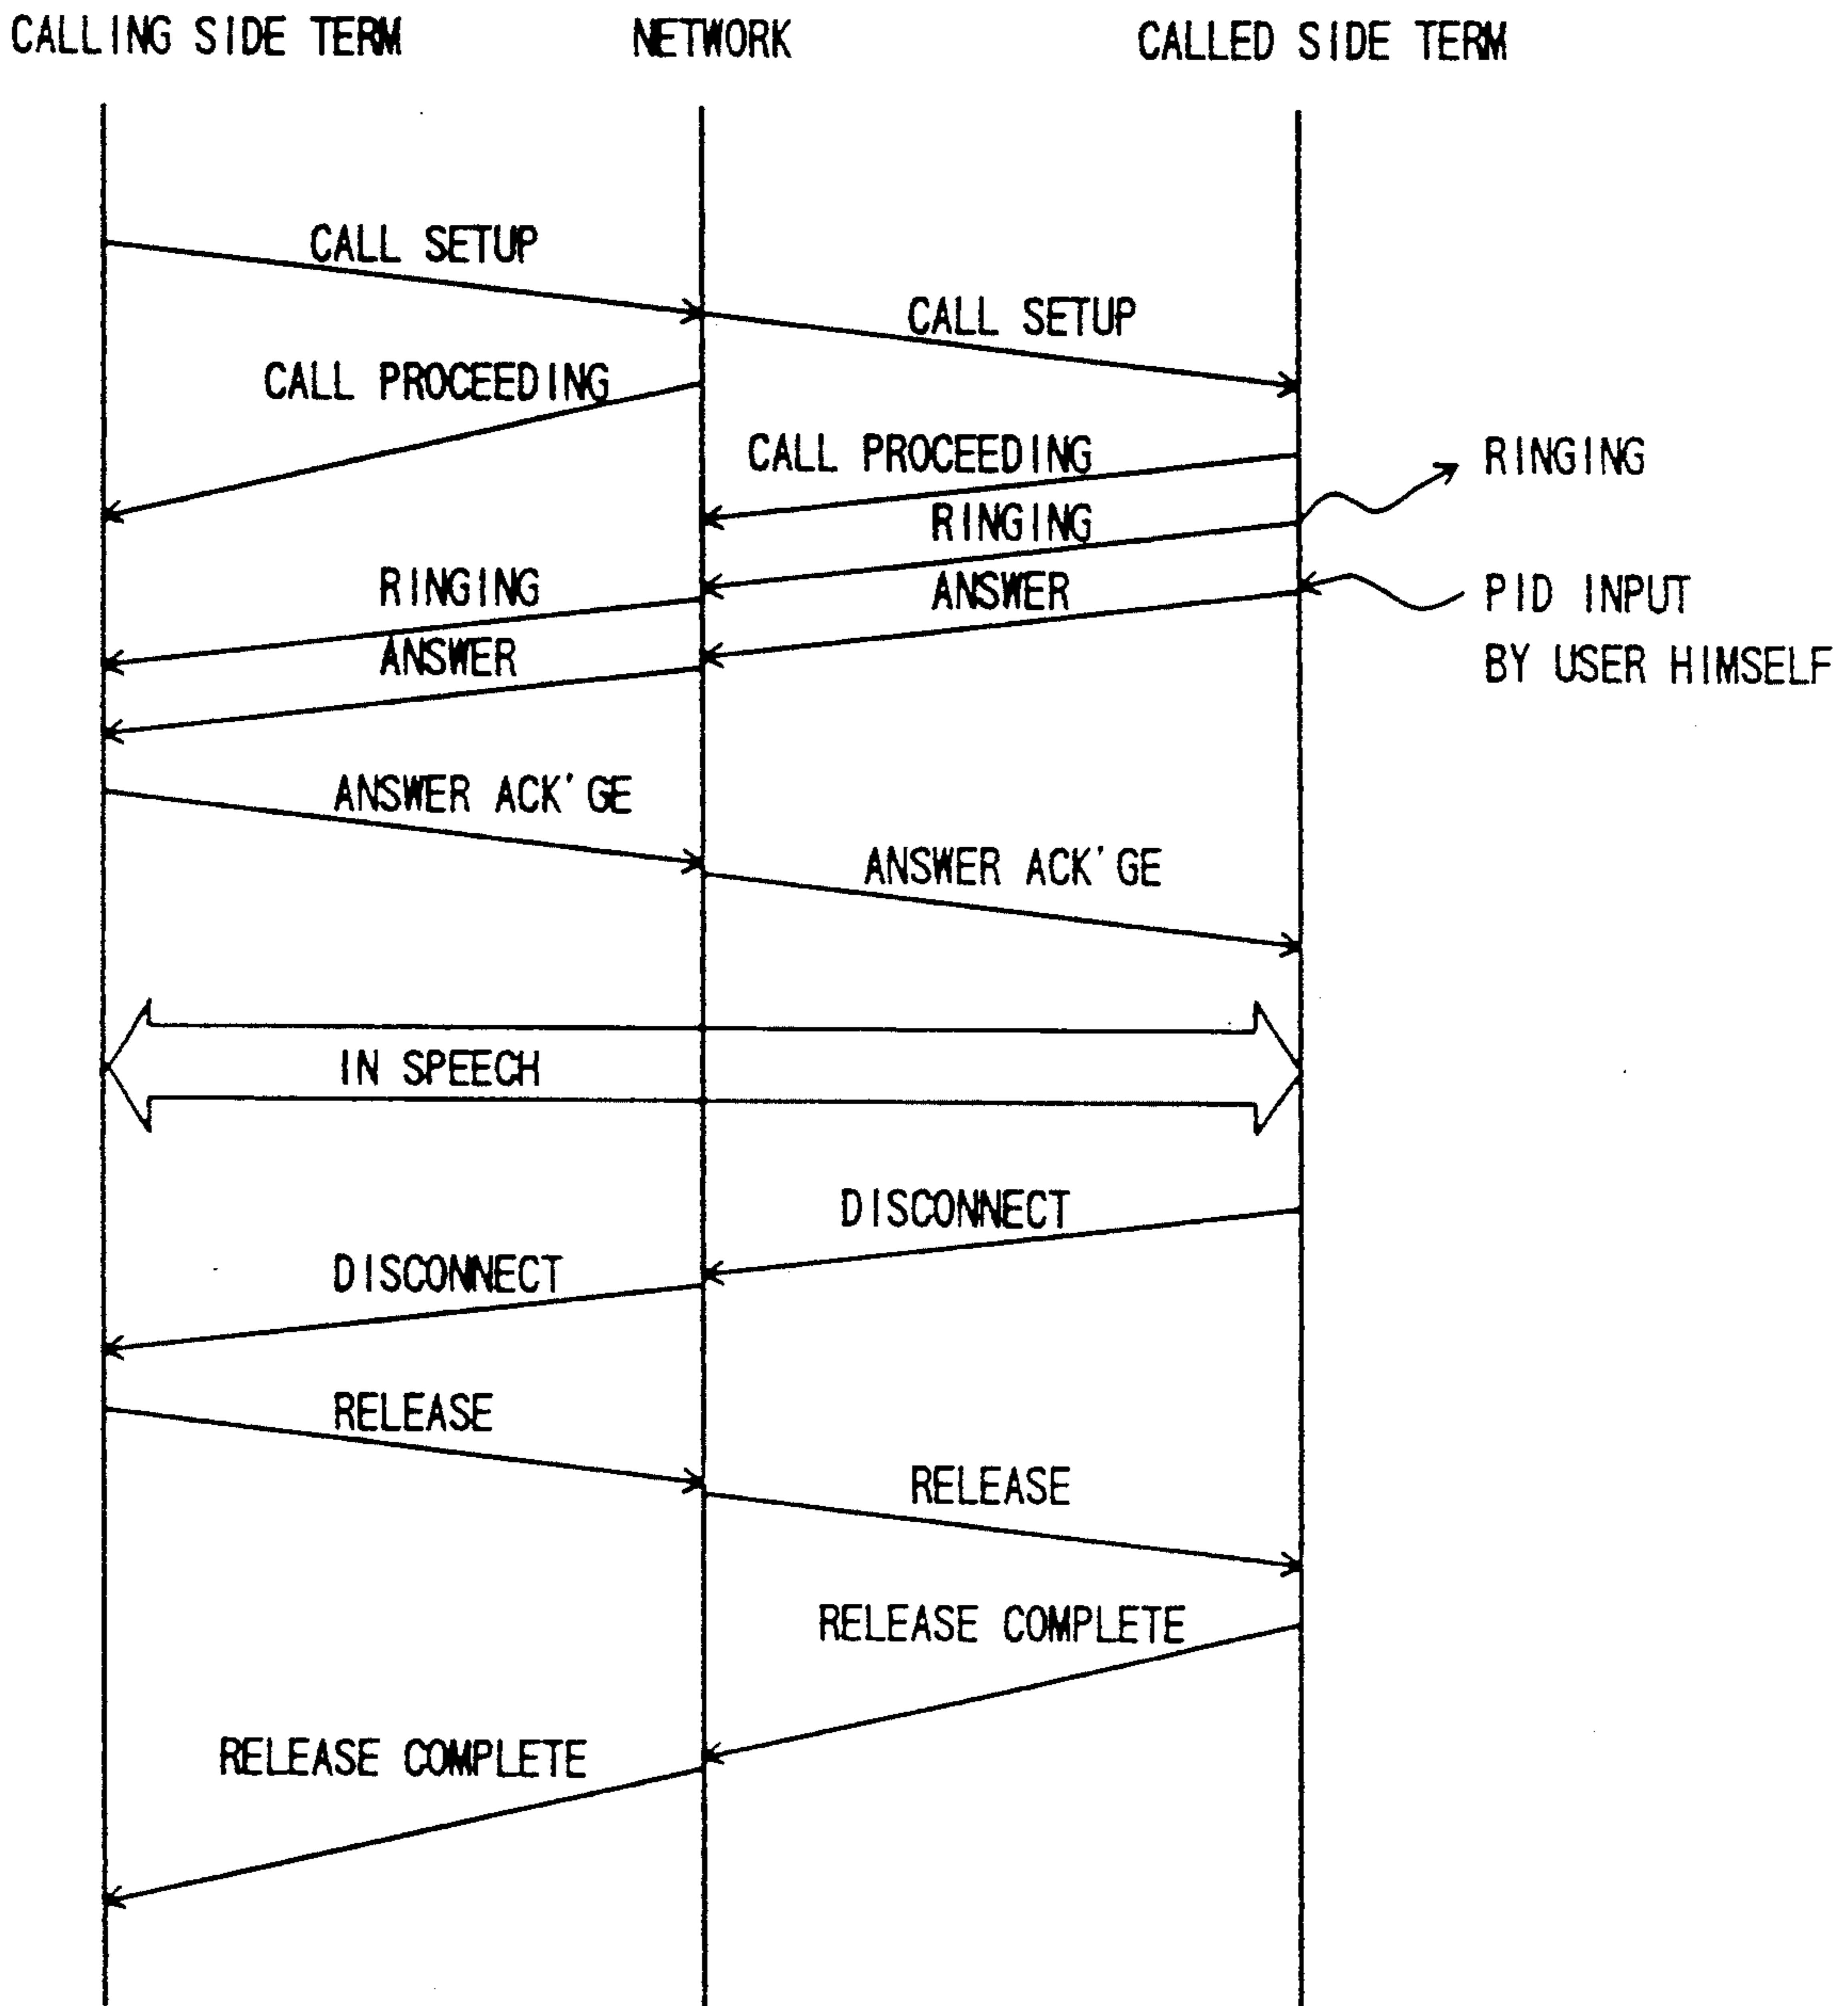 CALLING SIDE TERM
NETWORK
CALLED SIDE TERM
CALL SETUP
CALL SETUP
CALL PROCEEDING
CALL PROCEEDING
RINGING
RINGING
RINGING
ANSWER
PID INPUT
BY USER HIMSELF
ANSWER
ANSWER ACK'GE
ANSWER ACK'GE
IN SPEECH
DISCONNECT
DISCONNECT
RELEASE
RELEASE
RELEASE COMPLETE
RELEASE COMPLETE